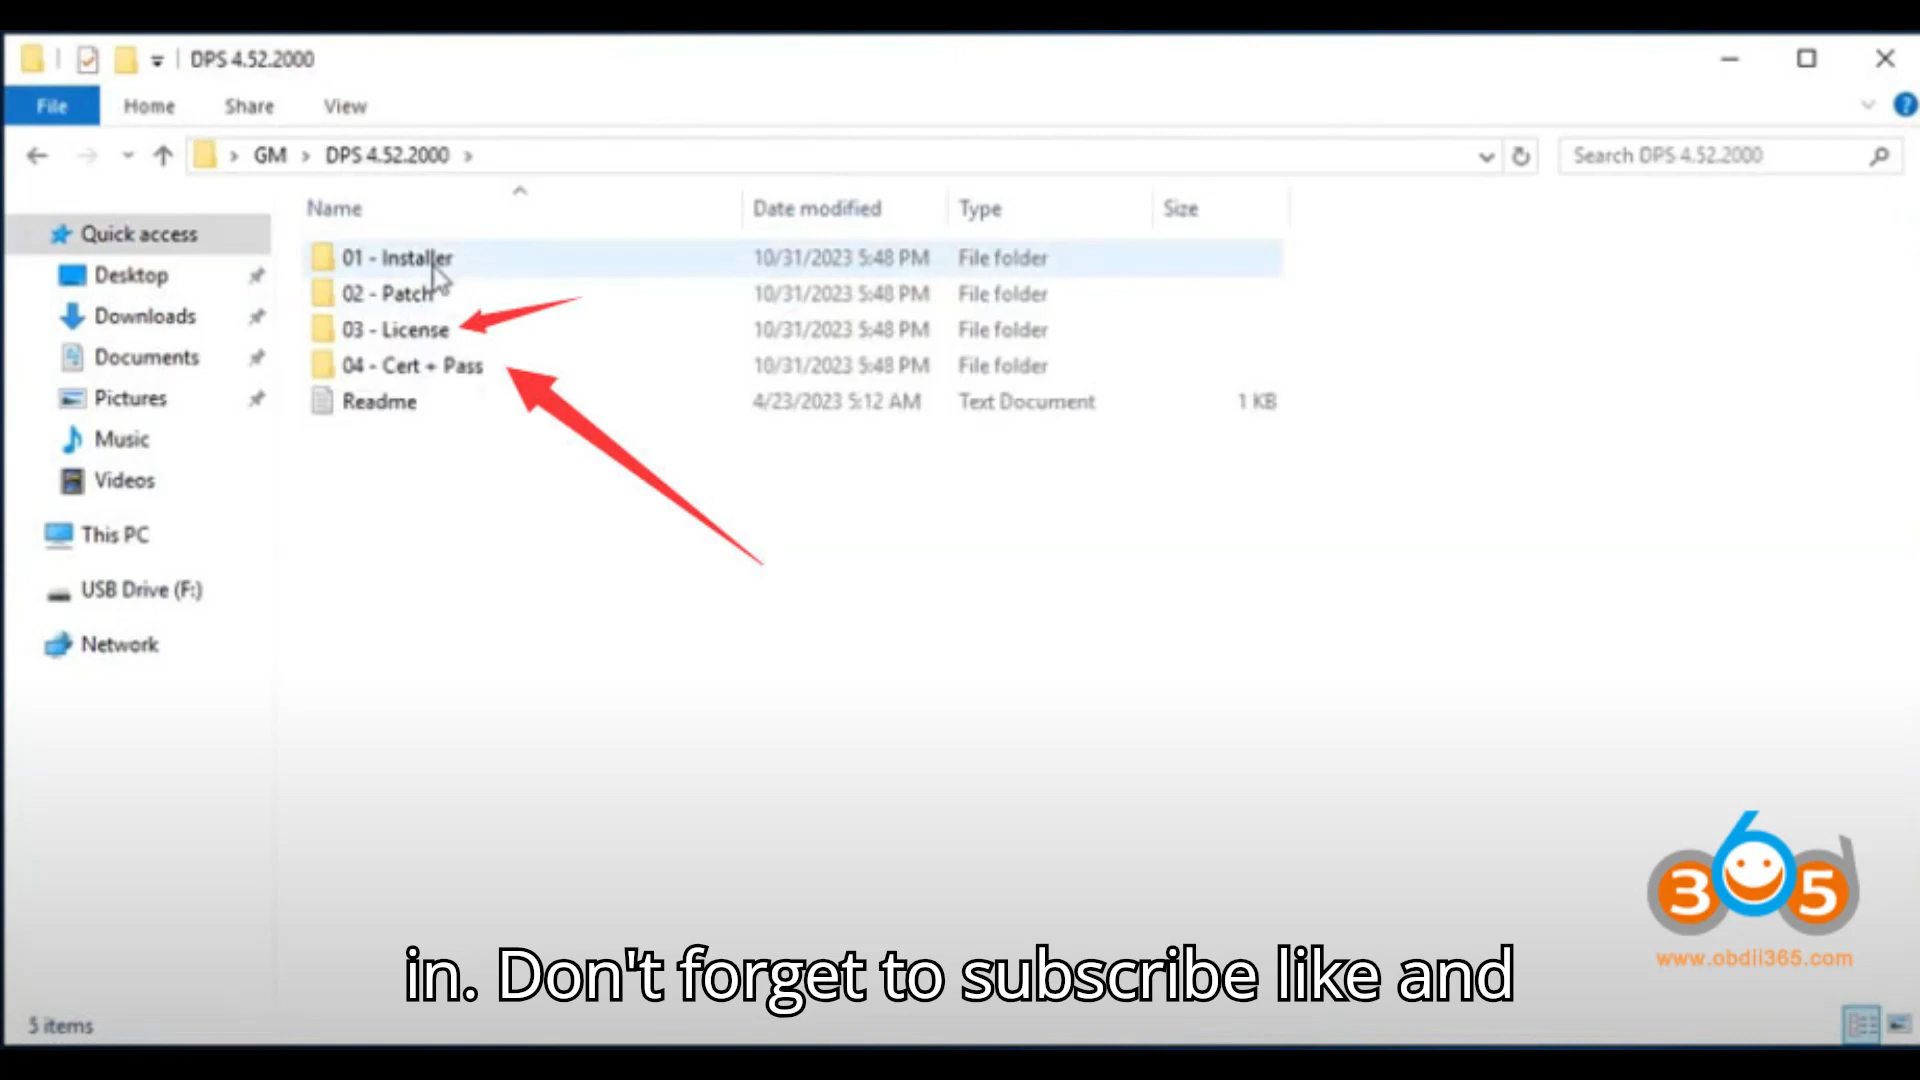 DPS 4.52.2000
File Home Share View
GM DPS 4.52.2000 Search DPS 4.52.2000
Name Date modified Type Size
Quick access
Desktop
Downloads
Documents
Pictures
Music
Videos
This PC
USB Drive (F:)
Network
01 - Installer 10/31/2023 5:48 PM File folder
02 - Patch 10/31/2023 5:48 PM File folder
03 - License 10/31/2023 5:48 PM File folder
04 - Cert + Pass 10/31/2023 5:48 PM File folder
Readme 4/23/2023 5:12 AM Text Document 1 KB
365
www.obdii365.com
in. Don't forget to subscribe like and
5 items